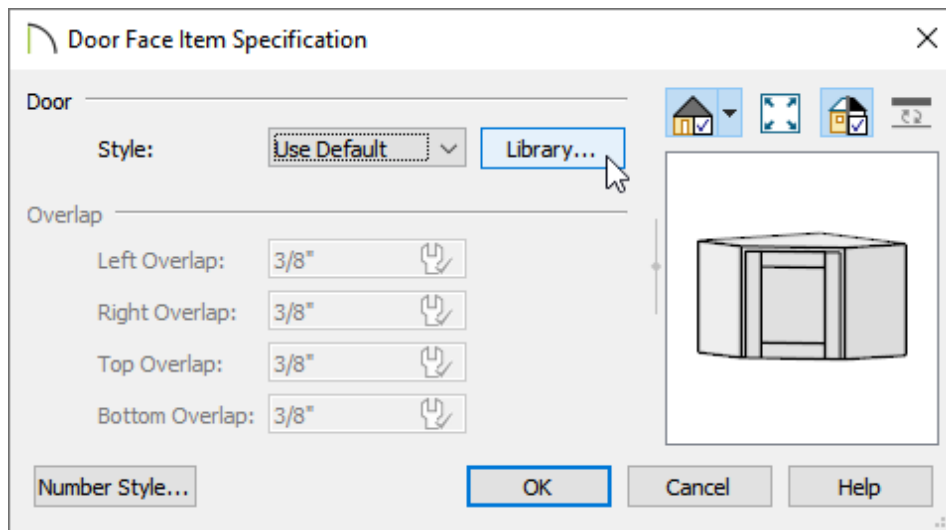 Door Face Item Specification
Door
Style: Use Default Library...
Overlap
Left Overlap: 3/8"
Right Overlap: 3/8"
Top Overlap: 3/8"
Bottom Overlap: 3/8"
Number Style... OK Cancel Help